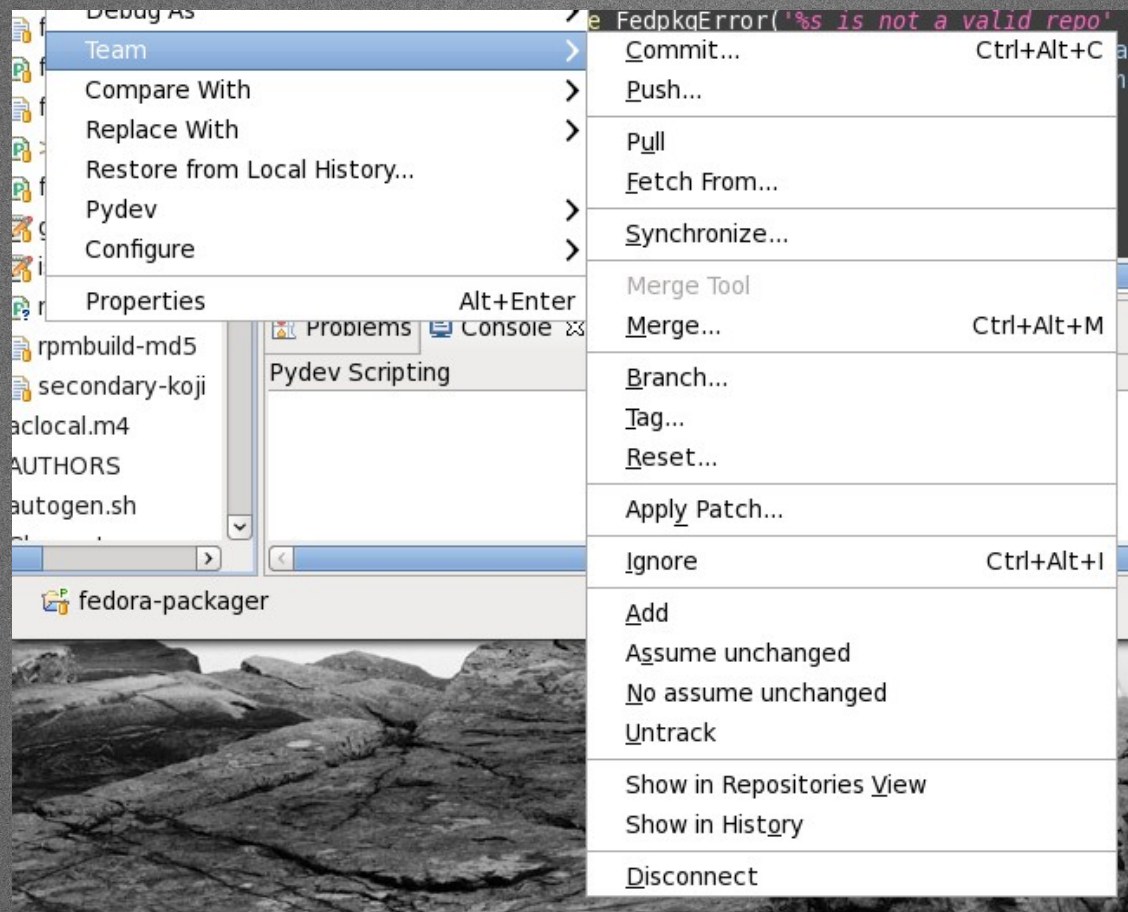 Debug As
Team
Compare With
Replace With
Restore from Local History...
Pydev
Configure
Properties Alt+Enter
e FedpkgError('%s is not a valid repo'
Commit... Ctrl+Alt+C
Push...
Pull
Fetch From...
Synchronize...
Merge Tool
Merge... Ctrl+Alt+M
Branch...
Tag...
Reset...
Apply Patch...
Ignore Ctrl+Alt+I
Add
Assume unchanged
No assume unchanged
Untrack
Show in Repositories View
Show in History
Disconnect
Problems Console
Pydev Scripting
rpmbuild-md5
secondary-koji
aclocal.m4
AUTHORS
autogen.sh
fedora-packager